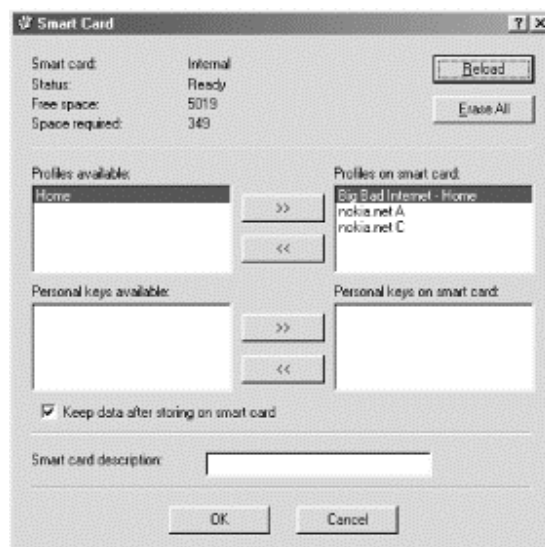 Smart Card
Smart card: Internal
Status: Ready
Free space: 5019
Space required: 349
Reload
Erase All
Profiles available:
Home
>>
<<
Profiles on smart card:
Big Bad Internet - Home
nokia.net A
nokia.net C
Personal keys available:
>>
<<
Personal keys on smart card:
Keep data after storing on smart card
Smart card description:
OK
Cancel